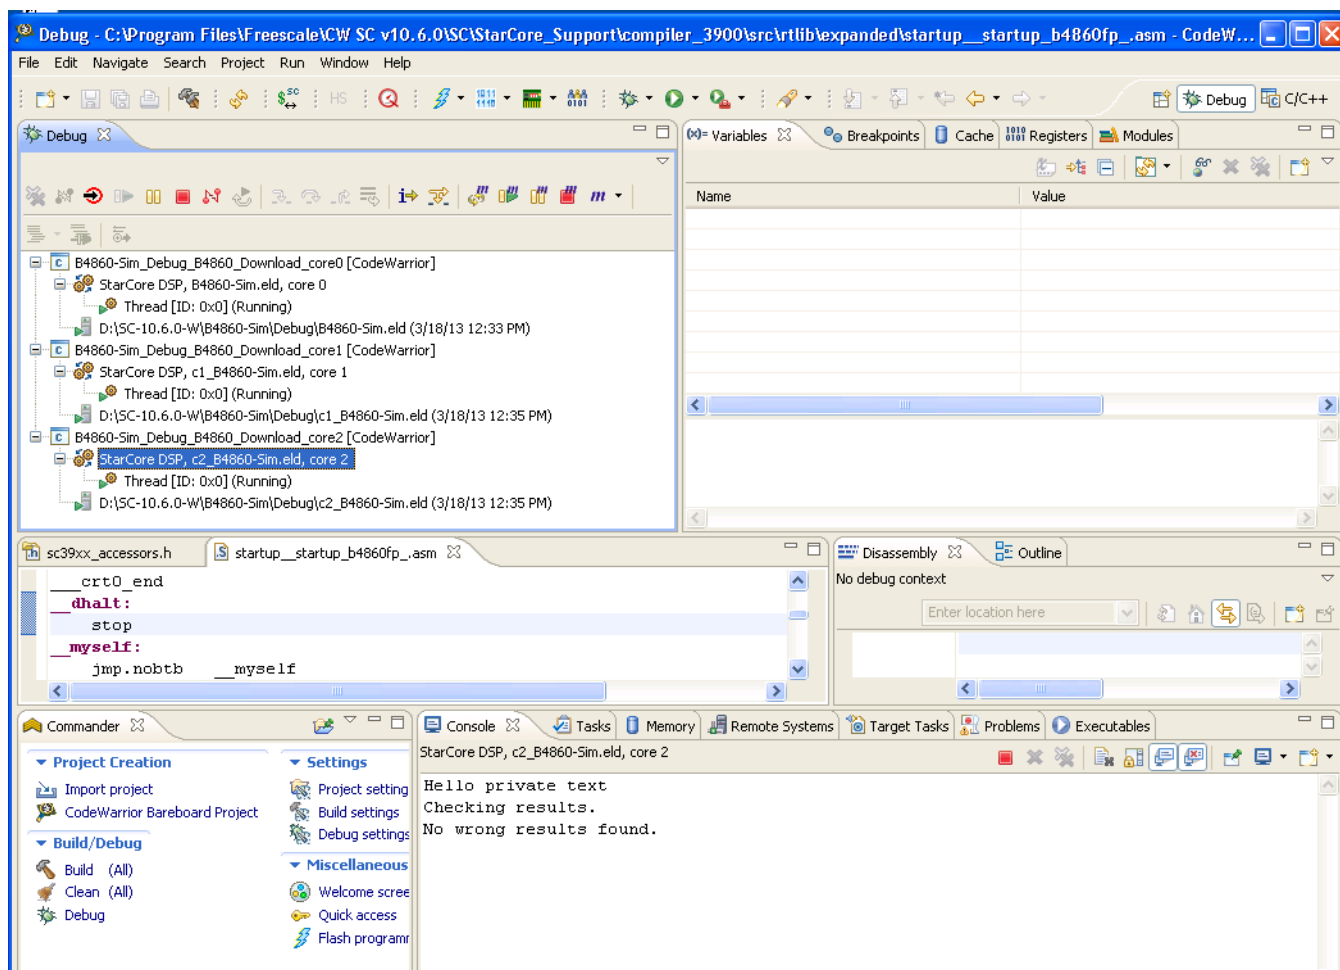 Debug - C:\Program Files\Freescale\CW SC v10.6.0\SC\StarCore_Support\compiler_3900\src\rtlib\expanded\startup__startup_b4860fp_.asm - CodeW...
File Edit Navigate Search Project Run Window Help
Debug C/C++
Debug
B4860-Sim_Debug_B4860_Download_core0 [CodeWarrior]
StarCore DSP, B4860-Sim.eld, core 0
Thread [ID: 0x0] (Running)
D:\SC-10.6.0-W\B4860-Sim\Debug\B4860-Sim.eld (3/18/13 12:33 PM)
B4860-Sim_Debug_B4860_Download_core1 [CodeWarrior]
StarCore DSP, c1_B4860-Sim.eld, core 1
Thread [ID: 0x0] (Running)
D:\SC-10.6.0-W\B4860-Sim\Debug\c1_B4860-Sim.eld (3/18/13 12:35 PM)
B4860-Sim_Debug_B4860_Download_core2 [CodeWarrior]
StarCore DSP, c2_B4860-Sim.eld, core 2
Thread [ID: 0x0] (Running)
D:\SC-10.6.0-W\B4860-Sim\Debug\c2_B4860-Sim.eld (3/18/13 12:35 PM)
(x)= Variables Breakpoints Cache Registers Modules
Name Value
sc39xx_accessors.h startup__startup_b4860fp_.asm
___crt0_end
__dhalt:
stop
__myself:
jmp.nobtb __myself
Disassembly Outline
No debug context
Enter location here
Commander
Project Creation
Import project
CodeWarrior Bareboard Project
Build/Debug
Build (All)
Clean (All)
Debug
Settings
Project setting
Build settings
Debug settings
Miscellaneous
Welcome scree
Quick access
Flash programm
Console Tasks Memory Remote Systems Target Tasks Problems Executables
StarCore DSP, c2_B4860-Sim.eld, core 2
Hello private text
Checking results.
No wrong results found.